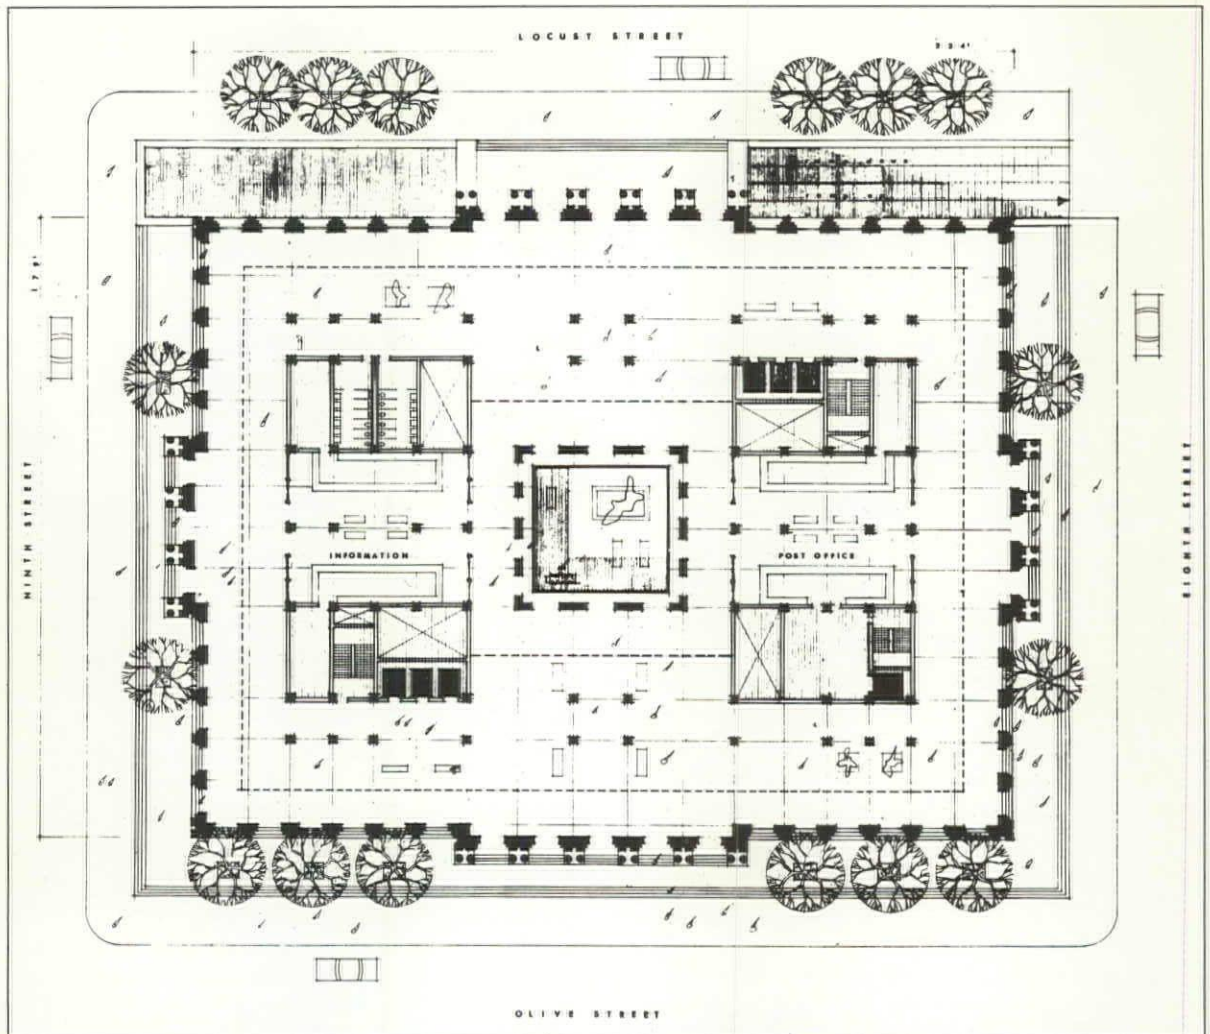 LOCUST STREET
NINTH STREET
EIGHTH STREET
INFORMATION
POST OFFICE
OLIVE STREET